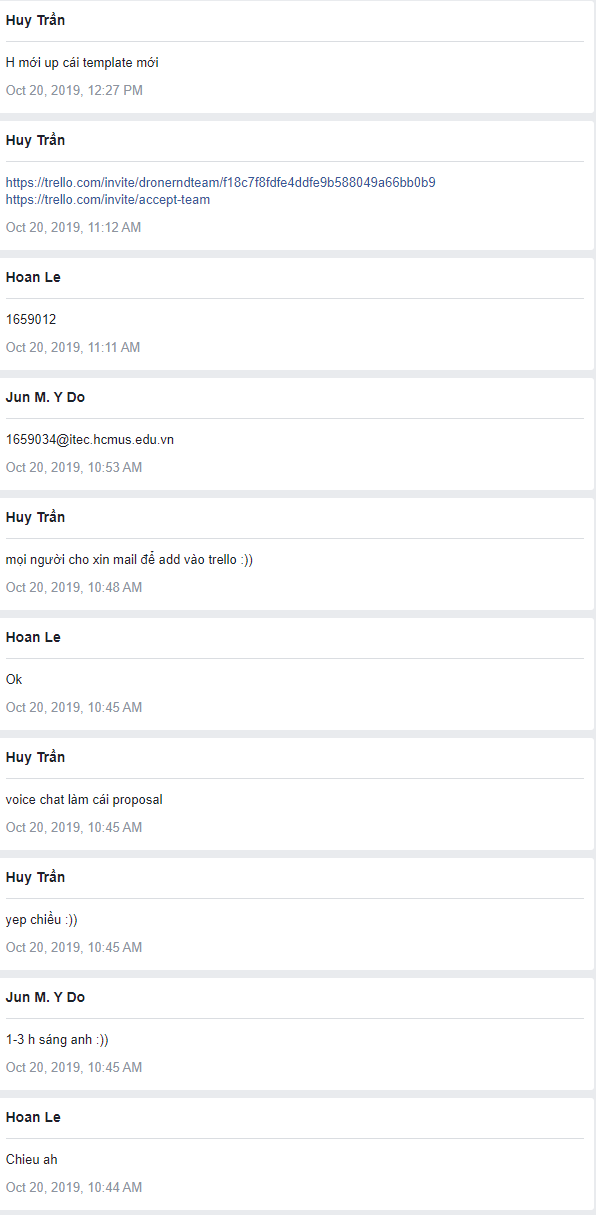 Huy Trần
H mới up cái template mới
Oct 20, 2019, 12:27 PM
Huy Trần
https://trello.com/invite/dronerndteam/f18c7f8fdfe4ddfe9b588049a66bb0b9
https://trello.com/invite/accept-team
Oct 20, 2019, 11:12 AM
Hoan Le
1659012
Oct 20, 2019, 11:11 AM
Jun M. Y Do
1659034@itec.hcmus.edu.vn
Oct 20, 2019, 10:53 AM
Huy Trần
mọi người cho xin mail để add vào trello :))
Oct 20, 2019, 10:48 AM
Hoan Le
Ok
Oct 20, 2019, 10:45 AM
Huy Trần
voice chat làm cái proposal
Oct 20, 2019, 10:45 AM
Huy Trần
yep chiều :))
Oct 20, 2019, 10:45 AM
Jun M. Y Do
1-3 h sáng anh :))
Oct 20, 2019, 10:45 AM
Hoan Le
Chieu ah
Oct 20, 2019, 10:44 AM